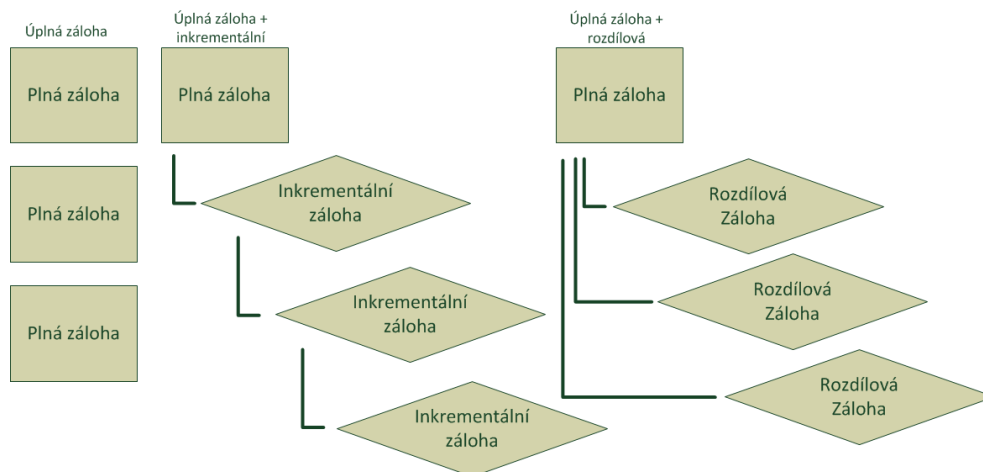 Úplná záloha
Úplná záloha +
inkrementální
Úplná záloha +
rozdílová
Plná záloha
Plná záloha
Plná záloha
Inkrementální
záloha
Rozdílová
Záloha
Plná záloha
Inkrementální
záloha
Rozdílová
Záloha
Plná záloha
Inkrementální
záloha
Rozdílová
Záloha